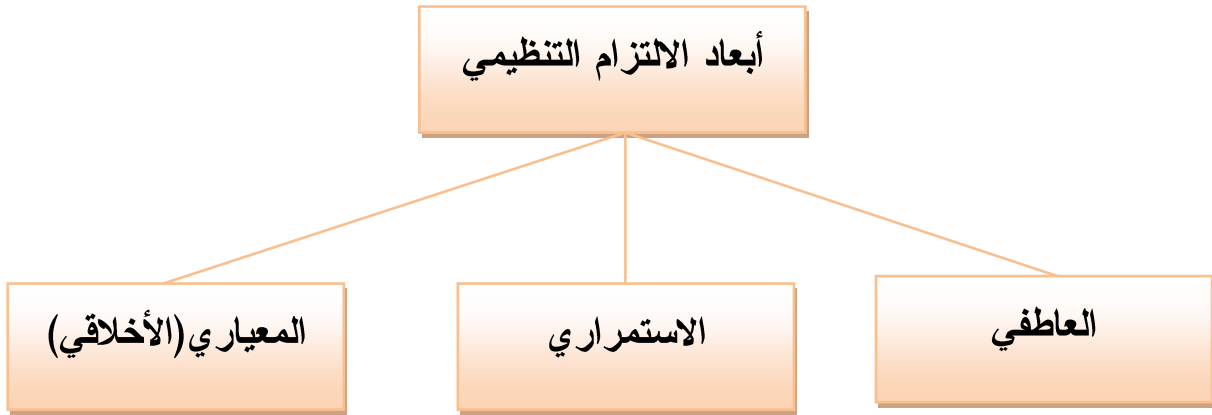 أبعاد الالتزام التنظيمي
العاطفي
الاستمراري
المعياري(الأخلاقي)